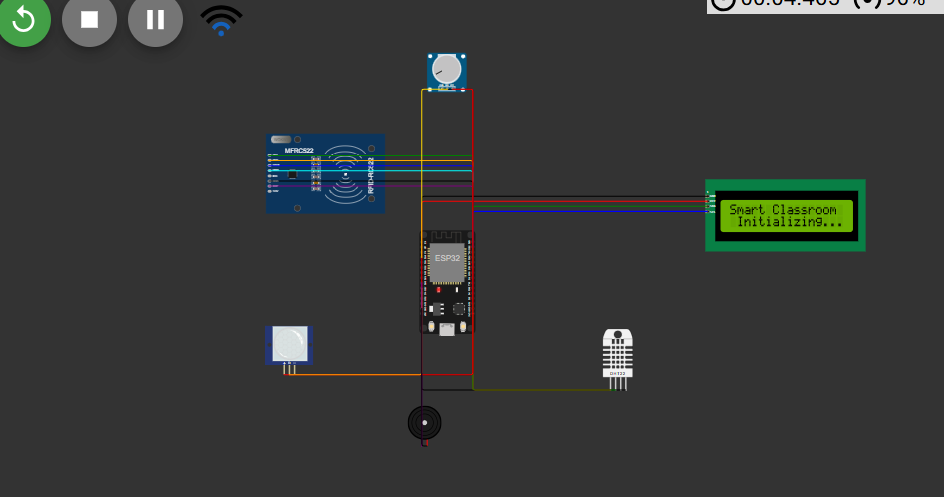 MFRC522
RFID-RC522
Smart Classroom
Initializing...
ESP32
DHT22